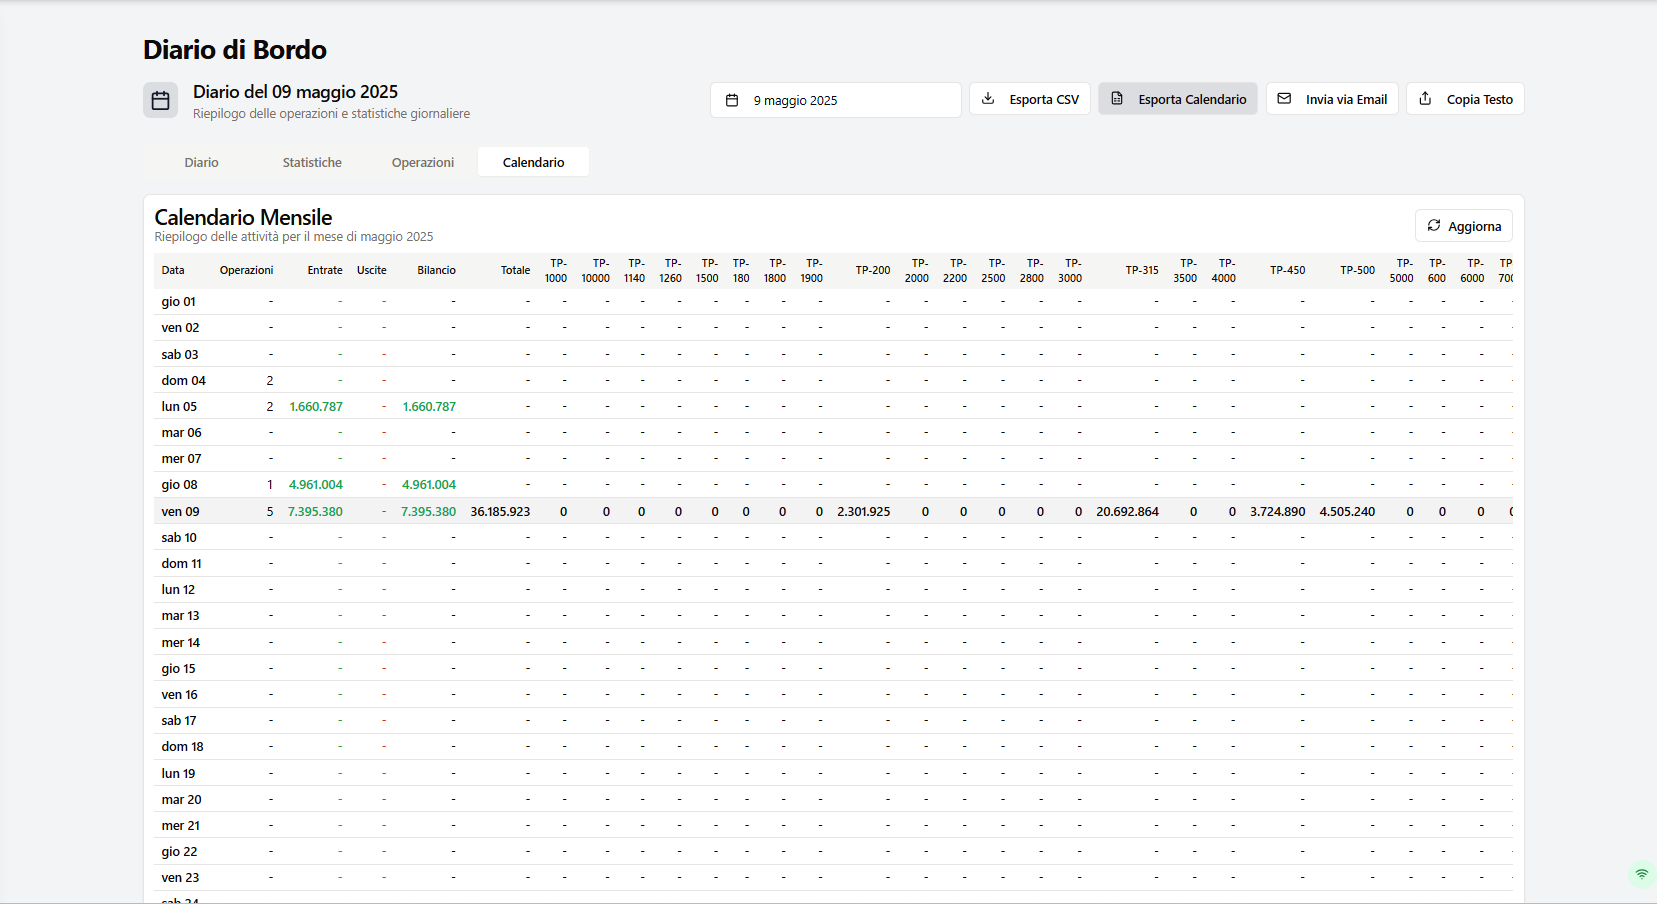 Diario di Bordo
Diario del 09 maggio 2025
Riepilogo delle operazioni e statistiche giornaliere
9 maggio 2025
Esporta CSV
Esporta Calendario
Invia via Email
Copia Testo
Diario Statistiche Operazioni Calendario
Calendario Mensile
Riepilogo delle attività per il mese di maggio 2025
Aggiorna
Data Operazioni Entrate Uscite Bilancio Totale TP-1000 TP-10000 TP-1140 TP-1260 TP-1500 TP-180 TP-1800 TP-1900 TP-200 TP-2000 TP-2200 TP-2500 TP-2800 TP-3000 TP-315 TP-3500 TP-4000 TP-450 TP-500 TP-5000 TP-600 TP-6000
gio 01 - - - - - - - - - - - - - - - - - - - - - - - - - - -
ven 02 - - - - - - - - - - - - - - - - - - - - - - - - - - -
sab 03 - - - - - - - - - - - - - - - - - - - - - - - - - - -
dom 04 2 - - - - - - - - - - - - - - - - - - - - - - - - - -
lun 05 2 1.660.787 - 1.660.787 - - - - - - - - - - - - - - - - - - - - - - -
mar 06 - - - - - - - - - - - - - - - - - - - - - - - - - - -
mer 07 - - - - - - - - - - - - - - - - - - - - - - - - - - -
gio 08 1 4.961.004 - 4.961.004 - - - - - - - - - - - - - - - - - - - - - - -
ven 09 5 7.395.380 - 7.395.380 36.185.923 0 0 0 0 0 0 0 0 2.301.925 0 0 0 0 0 20.692.864 0 0 3.724.890 4.505.240 0 0 0
sab 10 - - - - - - - - - - - - - - - - - - - - - - - - - - -
dom 11 - - - - - - - - - - - - - - - - - - - - - - - - - - -
lun 12 - - - - - - - - - - - - - - - - - - - - - - - - - - -
mar 13 - - - - - - - - - - - - - - - - - - - - - - - - - - -
mer 14 - - - - - - - - - - - - - - - - - - - - - - - - - - -
gio 15 - - - - - - - - - - - - - - - - - - - - - - - - - - -
ven 16 - - - - - - - - - - - - - - - - - - - - - - - - - - -
sab 17 - - - - - - - - - - - - - - - - - - - - - - - - - - -
dom 18 - - - - - - - - - - - - - - - - - - - - - - - - - - -
lun 19 - - - - - - - - - - - - - - - - - - - - - - - - - - -
mar 20 - - - - - - - - - - - - - - - - - - - - - - - - - - -
mer 21 - - - - - - - - - - - - - - - - - - - - - - - - - - -
gio 22 - - - - - - - - - - - - - - - - - - - - - - - - - - -
ven 23 - - - - - - - - - - - - - - - - - - - - - - - - - - -
sab 24